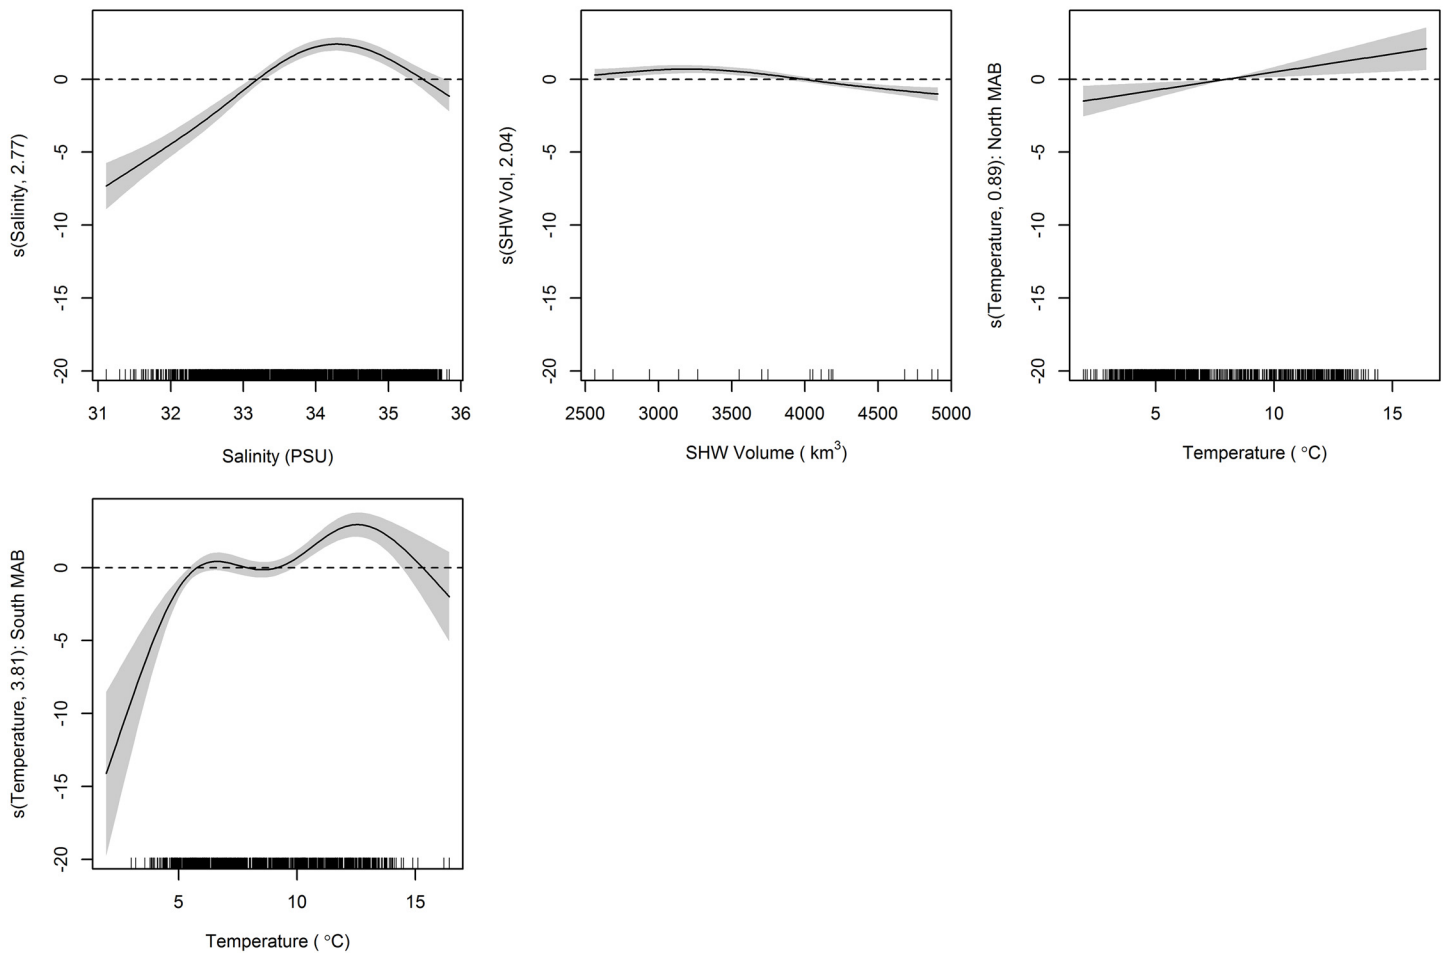 s(Salinity, 2.77)
0
-5
-10
-15
-20
31 32 33 34 35 36
Salinity (PSU)
s(SHW Vol, 2.04)
0
-5
-10
-15
-20
2500 3000 3500 4000 4500 5000
SHW Volume ( km³)
s(Temperature, 0.89): North MAB
0
-5
-10
-15
-20
5 10 15
Temperature ( °C)
s(Temperature, 3.81): South MAB
0
-5
-10
-15
-20
5 10 15
Temperature ( °C)